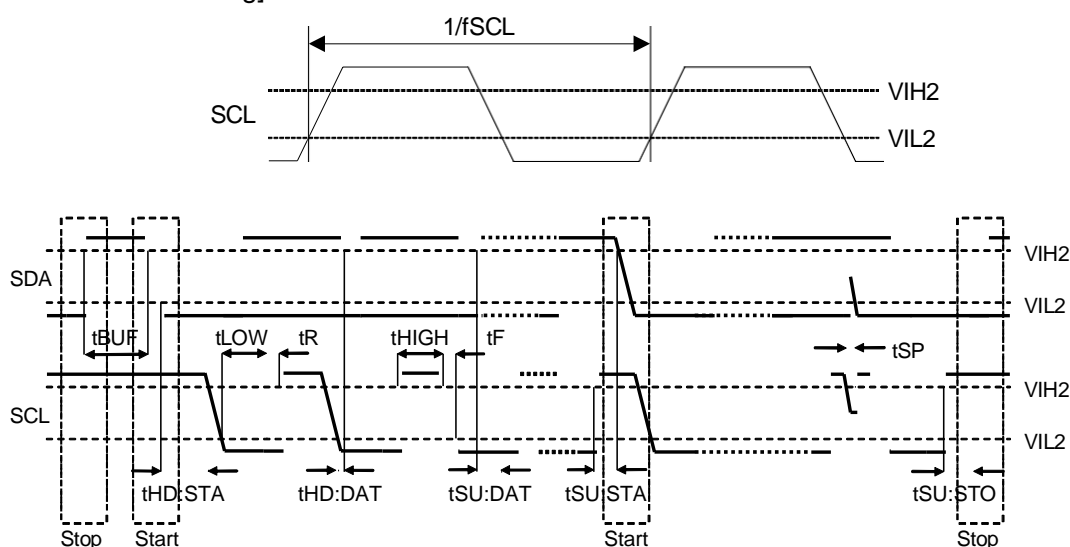 g]
1/fSCL
VIH2
SCL
VIL2
VIH2
SDA
VIL2
tBUF tLOW tR tHIGH tF tSP
VIH2
SCL
VIL2
tHD:STA tHD:DAT tSU:DAT tSU:STA tSU:STO
Stop Start Start Stop